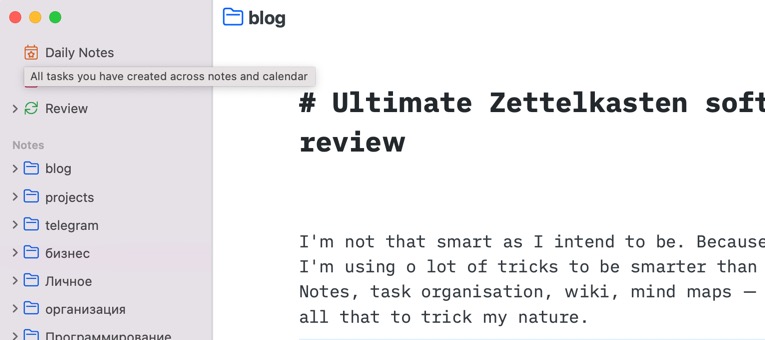 blog
Daily Notes
All tasks you have created across notes and calendar
Review
Notes
blog
projects
telegram
бизнес
Личное
организация
Программирование
# Ultimate Zettelkasten soft
review
I'm not that smart as I intend to be. Because
I'm using o lot of tricks to be smarter than
Notes, task organisation, wiki, mind maps —
all that to trick my nature.